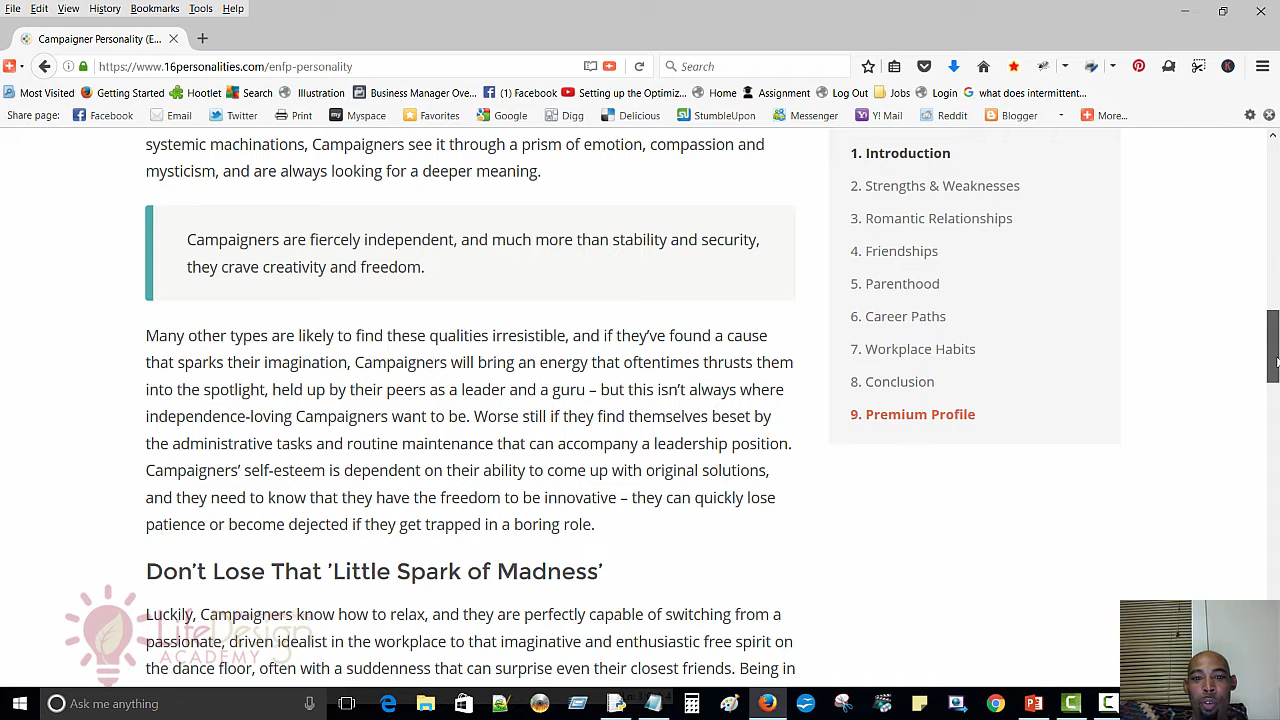 File Edit View History Bookmarks Tools Help
Campaigner Personality (E...
https://www.16personalities.com/enfp-personality
Search
Most Visited Getting Started Hootlet Search Illustration Business Manager Ove... (1) Facebook Setting up the Optimiz... Home Assignment Log Out Jobs Login what does intermittent...
Share page: Facebook Email Twitter Print Myspace Favorites Google Digg Delicious StumbleUpon Messenger Y! Mail Reddit Blogger More...
systemic machinations, Campaigners see it through a prism of emotion, compassion and
mysticism, and are always looking for a deeper meaning.
Campaigners are fiercely independent, and much more than stability and security,
they crave creativity and freedom.
Many other types are likely to find these qualities irresistible, and if they've found a cause
that sparks their imagination, Campaigners will bring an energy that oftentimes thrusts them
into the spotlight, held up by their peers as a leader and a guru – but this isn't always where
independence-loving Campaigners want to be. Worse still if they find themselves beset by
the administrative tasks and routine maintenance that can accompany a leadership position.
Campaigners' self-esteem is dependent on their ability to come up with original solutions,
and they need to know that they have the freedom to be innovative – they can quickly lose
patience or become dejected if they get trapped in a boring role.
Don't Lose That 'Little Spark of Madness'
Luckily, Campaigners know how to relax, and they are perfectly capable of switching from a
passionate, driven idealist in the workplace to that imaginative and enthusiastic free spirit on
the dance floor, often with a suddenness that can surprise even their closest friends. Being in
1. Introduction
2. Strengths & Weaknesses
3. Romantic Relationships
4. Friendships
5. Parenthood
6. Career Paths
7. Workplace Habits
8. Conclusion
9. Premium Profile
LifeDesign
ACADEMY
Ask me anything